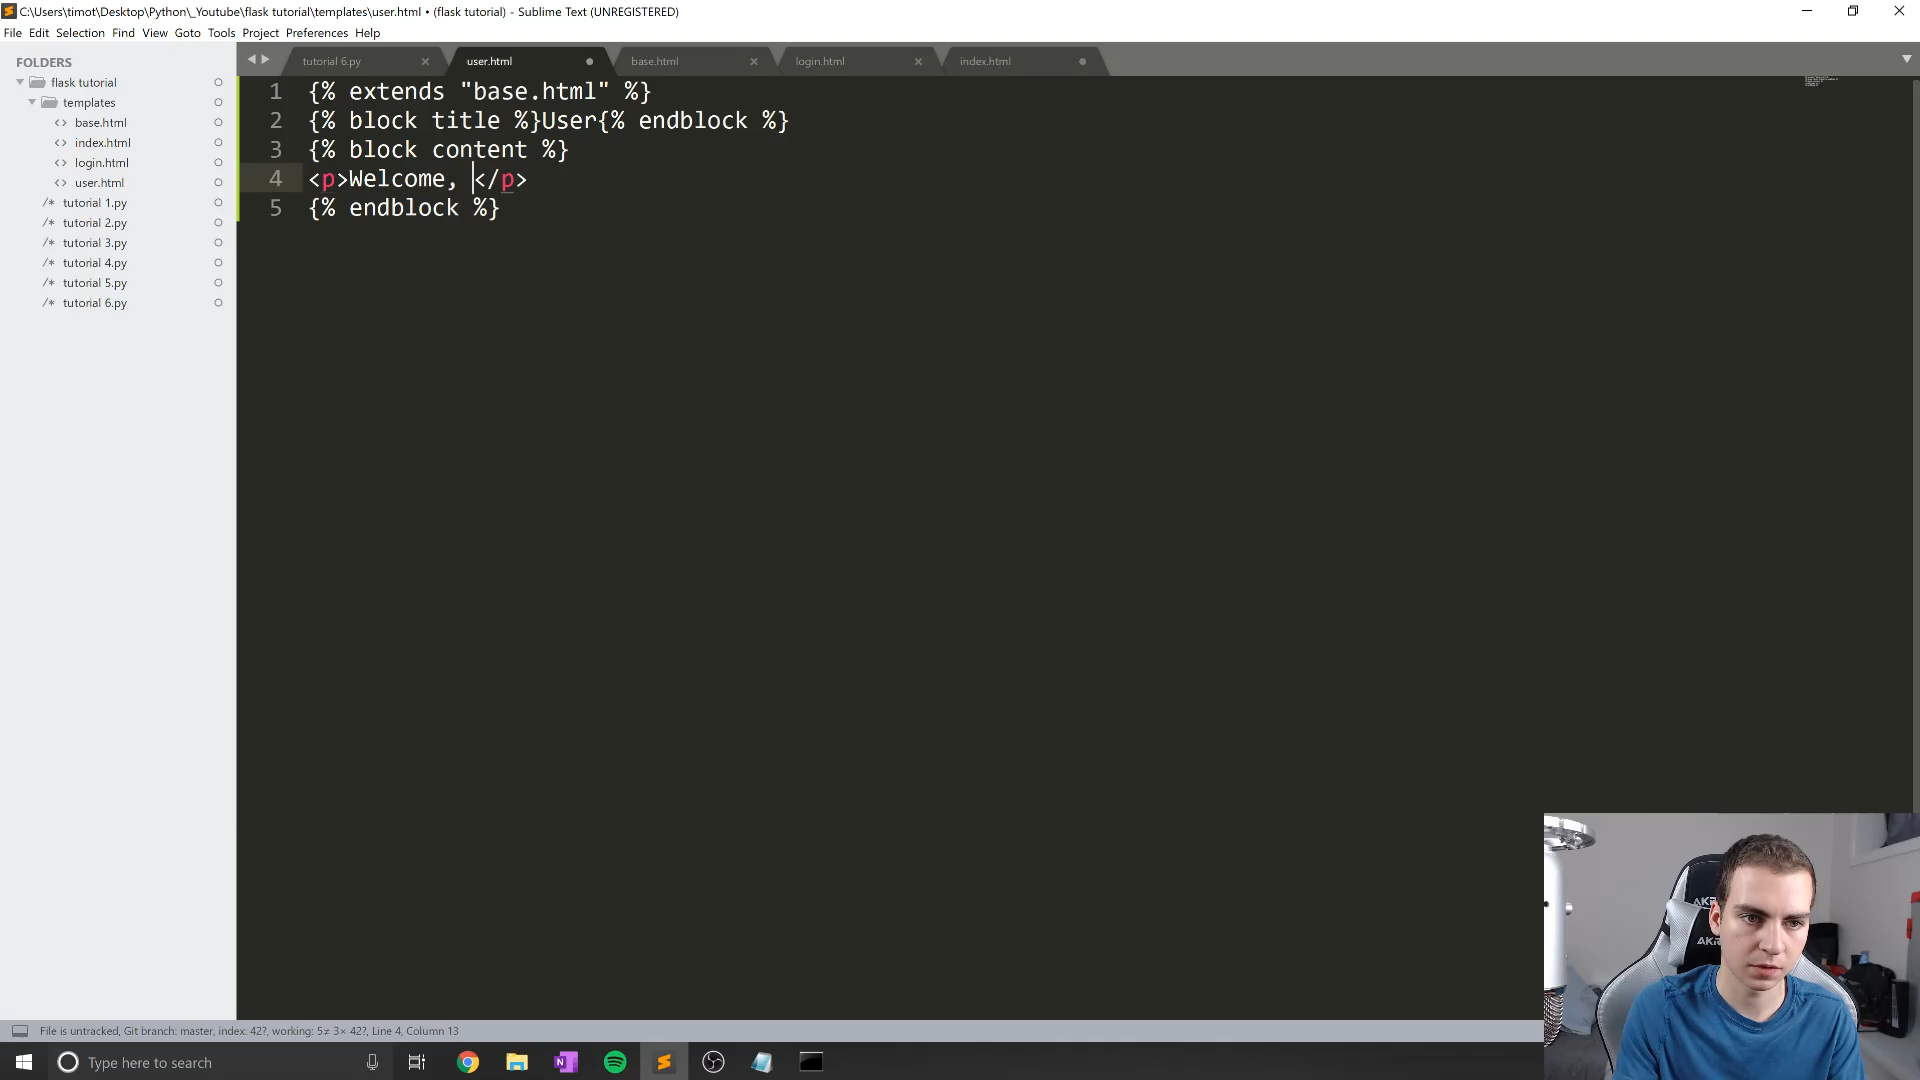 C:\Users\timot\Desktop\Python\_Youtube\flask tutorial\templates\user.html • (flask tutorial) - Sublime Text (UNREGISTERED)
File Edit Selection Find View Goto Tools Project Preferences Help
FOLDERS
flask tutorial
templates
base.html
index.html
login.html
user.html
tutorial 1.py
tutorial 2.py
tutorial 3.py
tutorial 4.py
tutorial 5.py
tutorial 6.py
tutorial 6.py user.html base.html login.html index.html
1 {% extends "base.html" %}
2 {% block title %}User{% endblock %}
3 {% block content %}
4 <p>Welcome, </p>
5 {% endblock %}
File is untracked, Git branch: master, index: 42?, working: 5≠ 3× 42?, Line 4, Column 13
Type here to search